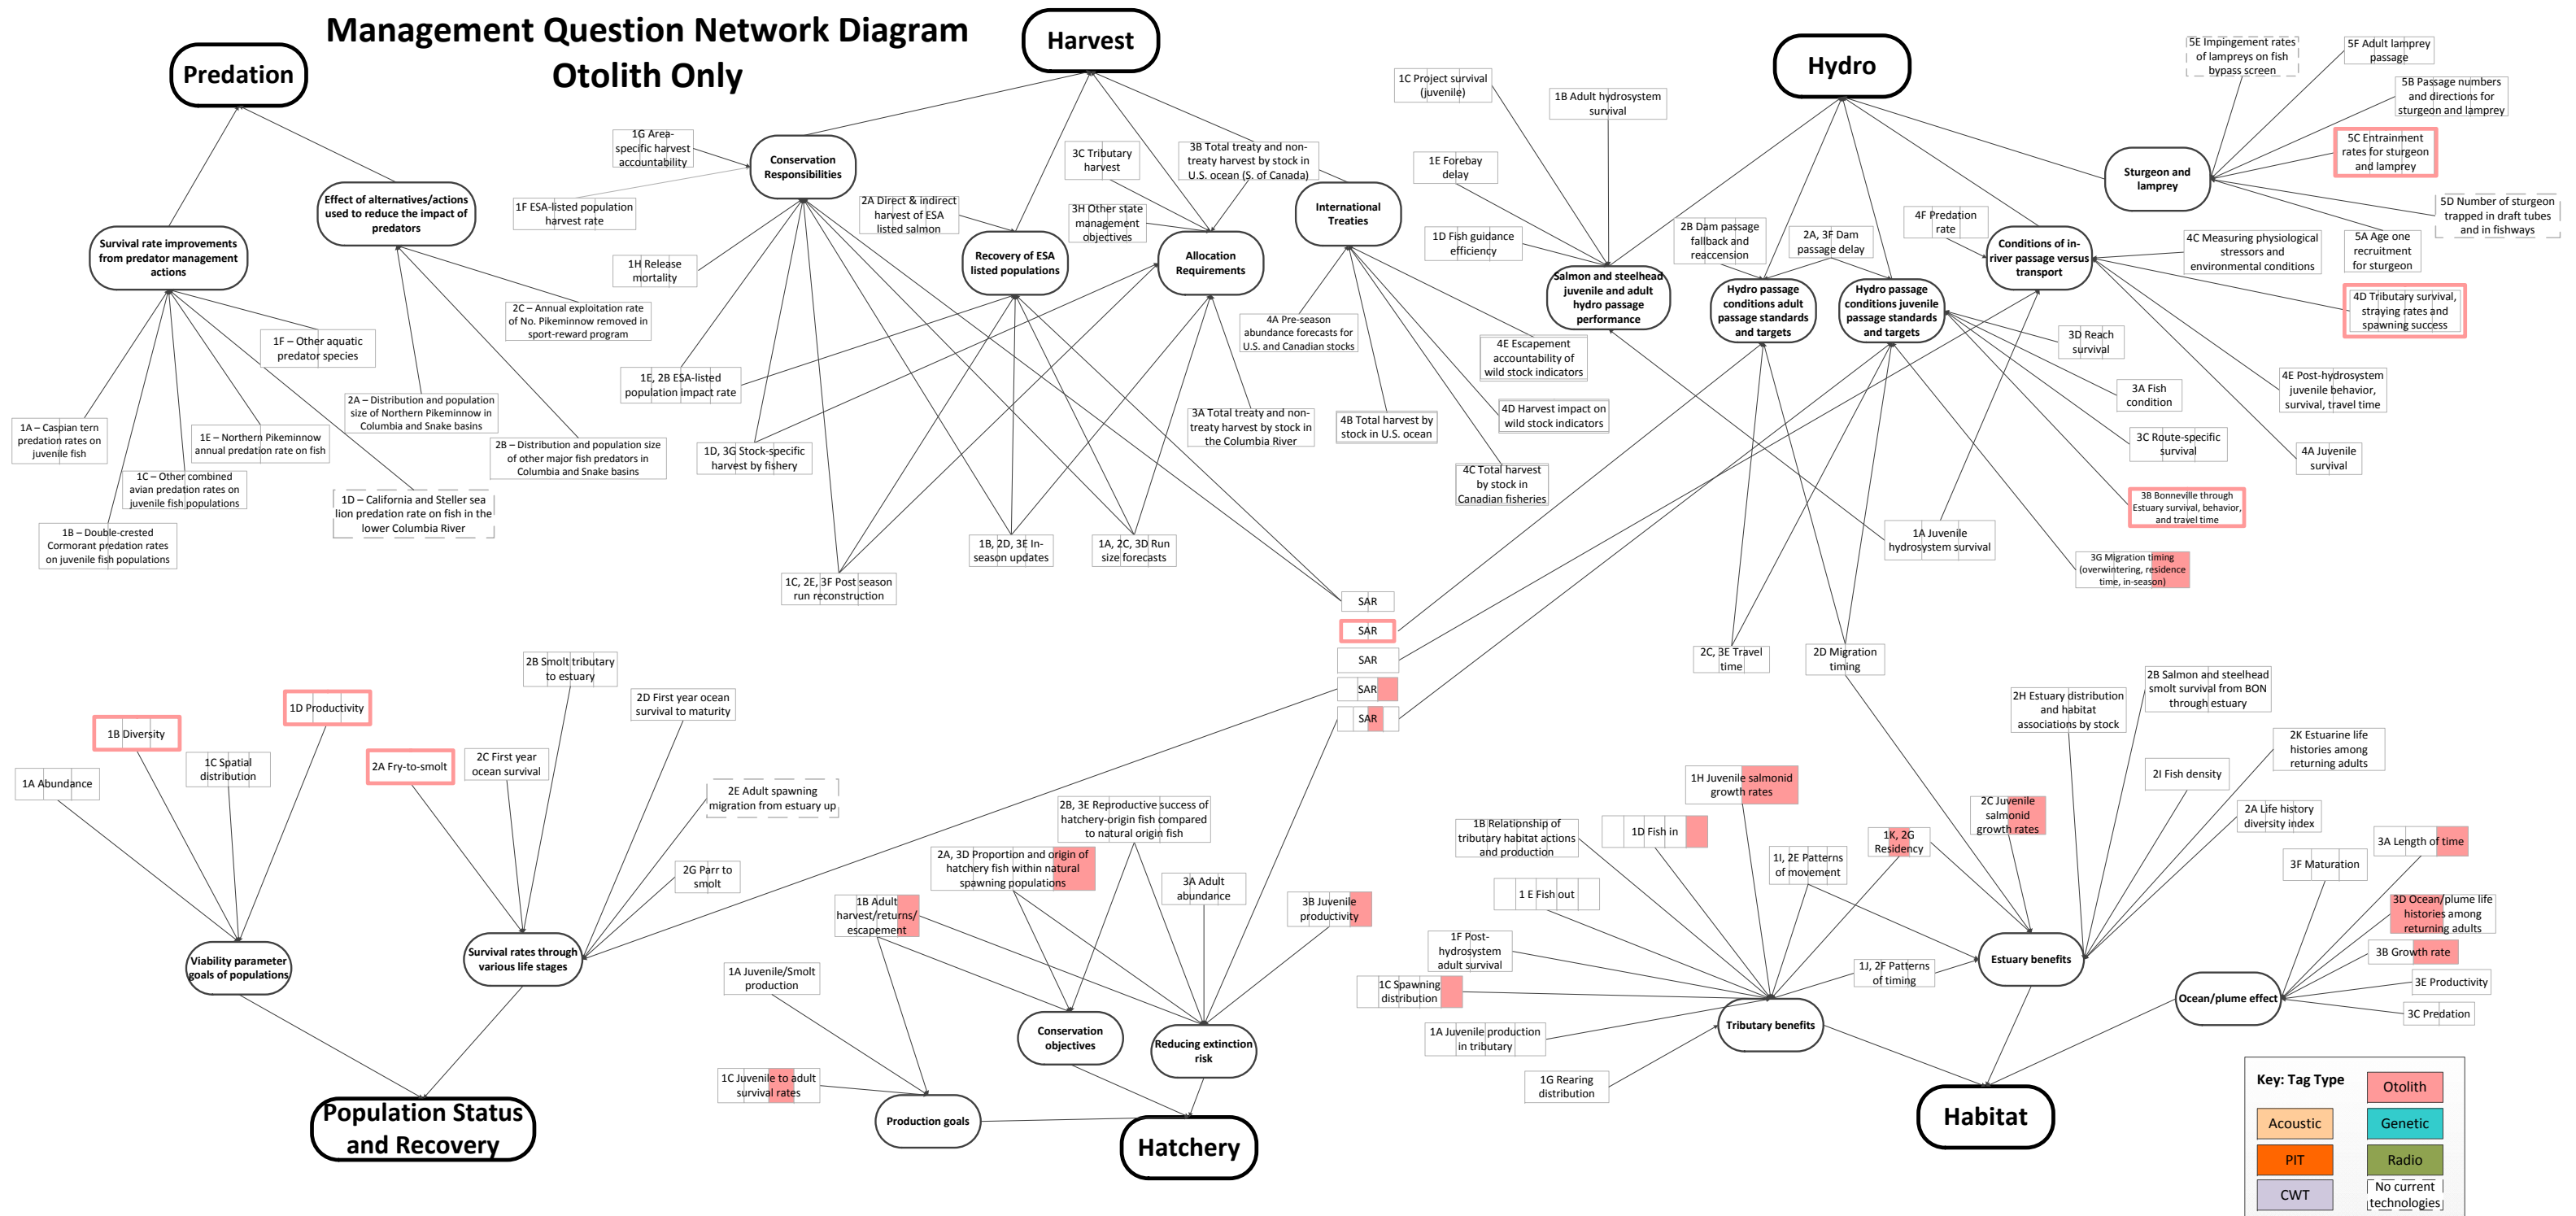 Management Question Network Diagram
Otolith Only
Predation
Harvest
Hydro
Effect of alternatives/actions
used to reduce the impact of
predators
Survival rate improvements
from predator management
actions
1F – Other aquatic
predator species
2C – Annual exploitation rate
of No. Pikeminnow removed in
sport-reward program
1A – Caspian tern
predation rates on
juvenile fish
1E – Northern Pikeminnow
annual predation rate on fish
2A – Distribution and population
size of Northern Pikeminnow in
Columbia and Snake basins
2B – Distribution and population size
of other major fish predators in
Columbia and Snake basins
1C – Other combined
avian predation rates on
juvenile fish populations
1D – California and Steller sea
lion predation rate on fish in the
lower Columbia River
1B – Double-crested
Cormorant predation rates
on juvenile fish populations
1G Area-
specific harvest
accountability
Conservation
Responsibilities
1F ESA-listed population
harvest rate
1H Release
mortality
2A Direct & indirect
harvest of ESA
listed salmon
3C Tributary
harvest
3B Total treaty and non-
treaty harvest by stock in
U.S. ocean (S. of Canada)
3H Other state
management
objectives
Recovery of ESA
listed populations
Allocation
Requirements
International
Treaties
1E, 2B ESA-listed
population impact rate
1D, 3G Stock-specific
harvest by fishery
3A Total treaty and non-
treaty harvest by stock in
the Columbia River
4A Pre-season
abundance forecasts for
U.S. and Canadian stocks
4E Escapement
accountability of
wild stock indicators
4B Total harvest by
stock in U.S. ocean
4D Harvest impact on
wild stock indicators
4C Total harvest
by stock in
Canadian fisheries
1B, 2D, 3E In-
season updates
1A, 2C, 3D Run
size forecasts
1C, 2E, 3F Post season
run reconstruction
1C Project survival
(juvenile)
1B Adult hydrosystem
survival
1E Forebay
delay
1D Fish guidance
efficiency
Salmon and steelhead
juvenile and adult
hydro passage
performance
2B Dam passage
fallback and
reaccension
2A, 3F Dam
passage delay
Hydro passage
conditions adult
passage standards
and targets
Hydro passage
conditions juvenile
passage standards
and targets
4F Predation
rate
Conditions of in-
river passage versus
transport
Sturgeon and
lamprey
5E Impingement rates
of lampreys on fish
bypass screen
5F Adult lamprey
passage
5B Passage numbers
and directions for
sturgeon and lamprey
5C Entrainment
rates for sturgeon
and lamprey
5D Number of sturgeon
trapped in draft tubes
and in fishways
5A Age one
recruitment
for sturgeon
4C Measuring physiological
stressors and
environmental conditions
4D Tributary survival,
straying rates and
spawning success
3D Reach
survival
3A Fish
condition
4E Post-hydrosystem
juvenile behavior,
survival, travel time
3C Route-specific
survival
4A Juvenile
survival
3B Bonneville through
Estuary survival, behavior,
and travel time
1A Juvenile
hydrosystem survival
3G Migration timing
(overwintering, residence
time, in-season)
SAR
SAR
SAR
SAR
SAR
2C, 3E Travel
time
2D Migration
timing
2B Smolt tributary
to estuary
2D First year ocean
survival to maturity
1D Productivity
1B Diversity
1C Spatial
distribution
1A Abundance
2A Fry-to-smolt
2C First year
ocean survival
2E Adult spawning
migration from estuary up
2G Parr to
smolt
Viability parameter
goals of populations
Survival rates through
various life stages
Population Status
and Recovery
2B, 3E Reproductive success of
hatchery-origin fish compared
to natural origin fish
2A, 3D Proportion and origin of
hatchery fish within natural
spawning populations
3A Adult
abundance
3B Juvenile
productivity
1B Adult
harvest/returns/
escapement
1A Juvenile/Smolt
production
1C Juvenile to adult
survival rates
Conservation
objectives
Reducing extinction
risk
Production goals
Hatchery
1H Juvenile salmonid
growth rates
1B Relationship of
tributary habitat actions
and production
1D Fish in
1K, 2G
Residency
1I, 2E Patterns
of movement
1 E Fish out
1F Post-
hydrosystem
adult survival
1C Spawning
distribution
1J, 2F Patterns
of timing
1A Juvenile production
in tributary
1G Rearing
distribution
Tributary benefits
2H Estuary distribution
and habitat
associations by stock
2B Salmon and steelhead
smolt survival from BON
through estuary
2K Estuarine life
histories among
returning adults
2I Fish density
2C Juvenile
salmonid
growth rates
2A Life history
diversity index
Estuary benefits
3A Length of time
3F Maturation
3D Ocean/plume life
histories among
returning adults
3B Growth rate
3E Productivity
3C Predation
Ocean/plume effect
Habitat
Key: Tag Type
Otolith
Acoustic
Genetic
PIT
Radio
CWT
No current
technologies